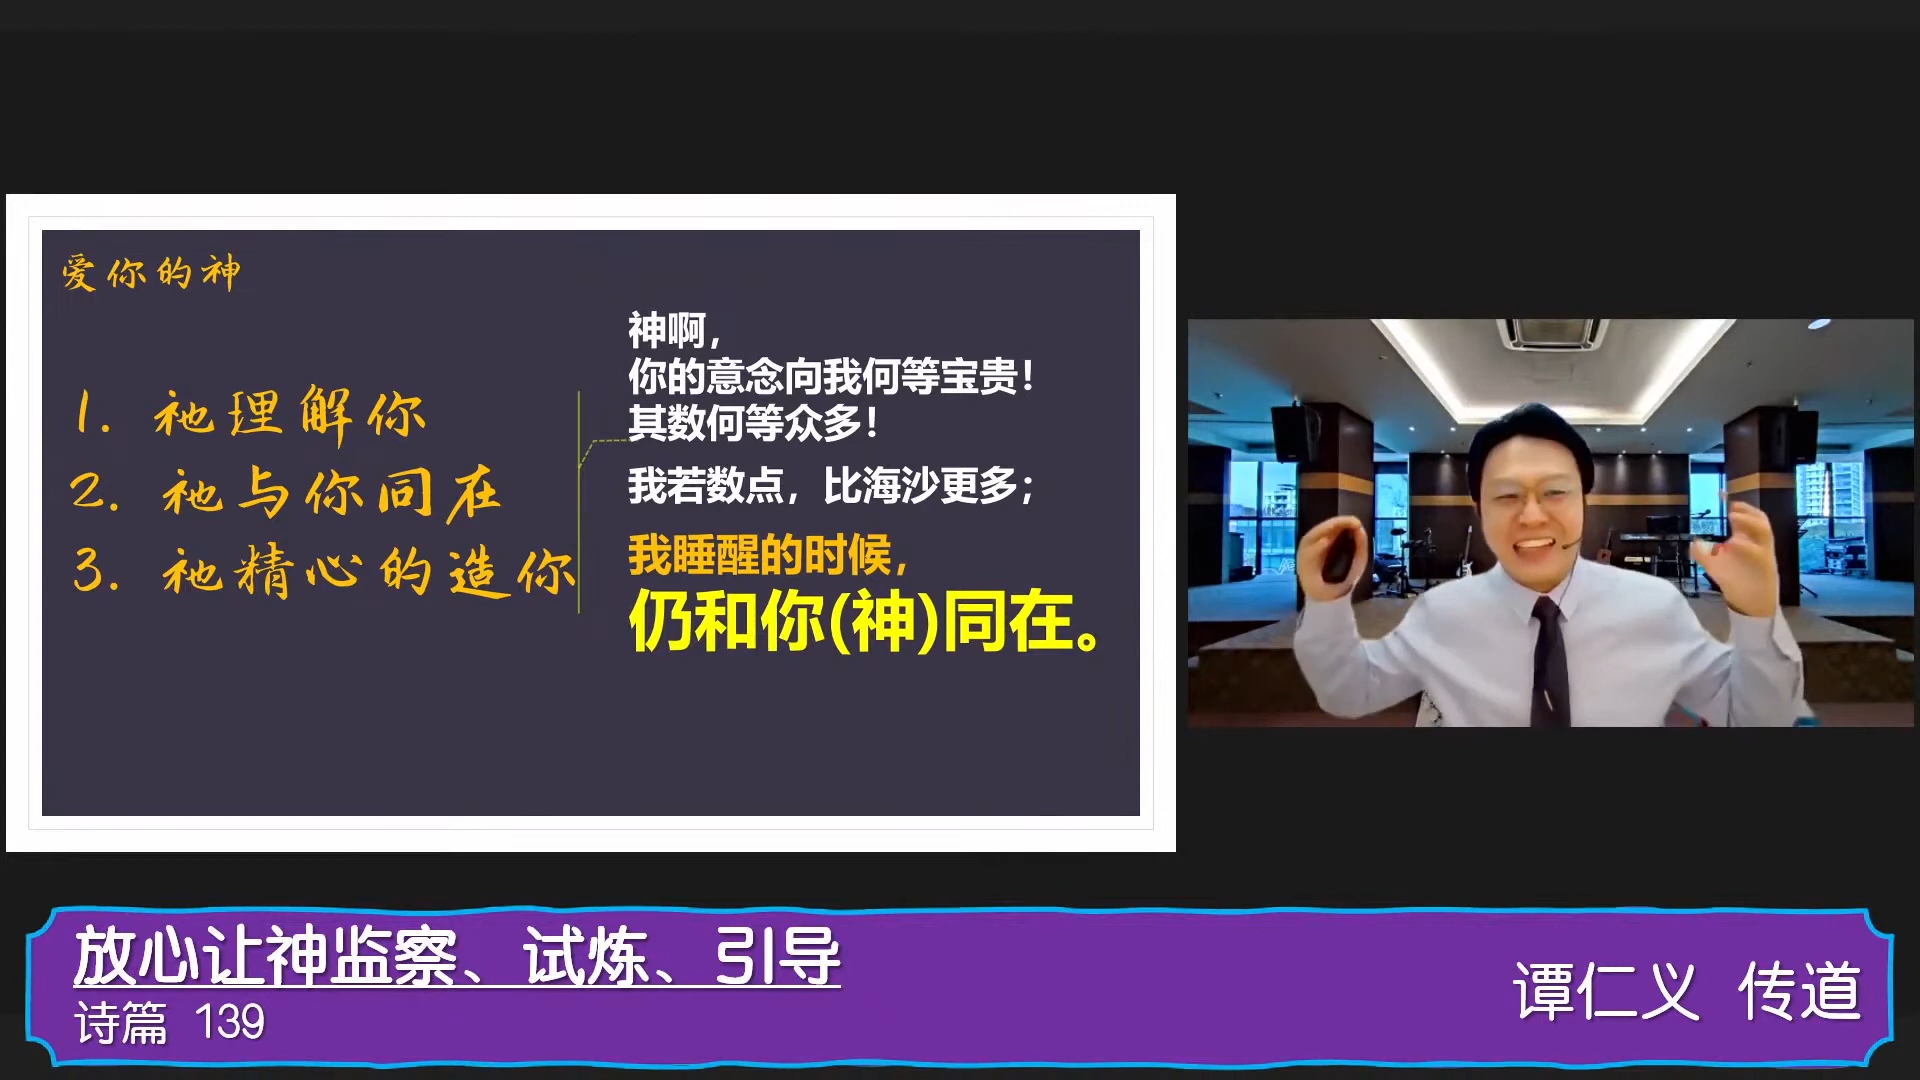 爱你的神
1. 祂理解你
2. 祂与你同在
3. 祂精心的造你
神啊，
你的意念向我何等宝贵！
其数何等众多！
我若数点，比海沙更多；
我睡醒的时候，
仍和你(神)同在。
放心让神监察、试炼、引导
诗篇 139
谭仁义 传道